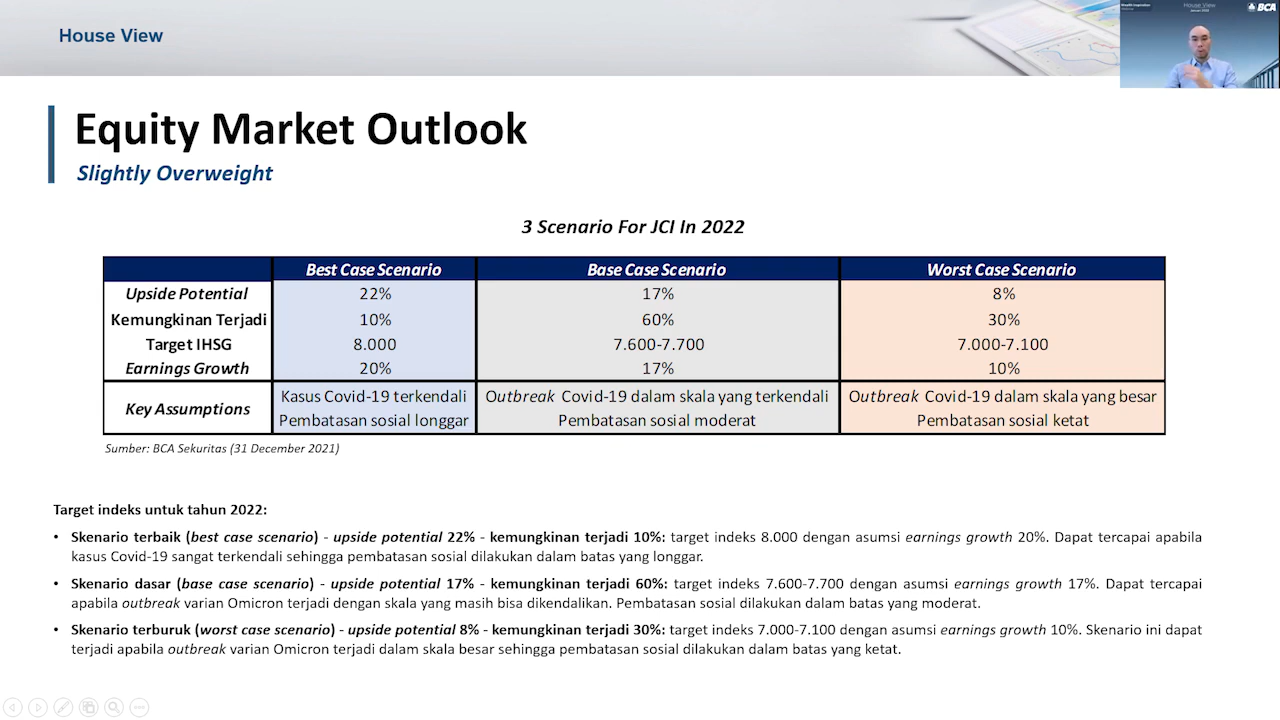 House View
House View
BCA
Equity Market Outlook
Slightly Overweight
3 Scenario For JCI In 2022
Best Case Scenario Base Case Scenario Worst Case Scenario
Upside Potential 22% 17% 8%
Kemungkinan Terjadi 10% 60% 30%
Target IHSG 8.000 7.600-7.700 7.000-7.100
Earnings Growth 20% 17% 10%
Key Assumptions Kasus Covid-19 terkendali Outbreak Covid-19 dalam skala yang terkendali Outbreak Covid-19 dalam skala yang besar
Pembatasan sosial longgar Pembatasan sosial moderat Pembatasan sosial ketat
Sumber: BCA Sekuritas (31 December 2021)
Target indeks untuk tahun 2022:
• Skenario terbaik (best case scenario) - upside potential 22% - kemungkinan terjadi 10%: target indeks 8.000 dengan asumsi earnings growth 20%. Dapat tercapai apabila
kasus Covid-19 sangat terkendali sehingga pembatasan sosial dilakukan dalam batas yang longgar.
• Skenario dasar (base case scenario) - upside potential 17% - kemungkinan terjadi 60%: target indeks 7.600-7.700 dengan asumsi earnings growth 17%. Dapat tercapai
apabila outbreak varian Omicron terjadi dengan skala yang masih bisa dikendalikan. Pembatasan sosial dilakukan dalam batas yang moderat.
• Skenario terburuk (worst case scenario) - upside potential 8% - kemungkinan terjadi 30%: target indeks 7.000-7.100 dengan asumsi earnings growth 10%. Skenario ini dapat
terjadi apabila outbreak varian Omicron terjadi dalam skala besar sehingga pembatasan sosial dilakukan dalam batas yang ketat.